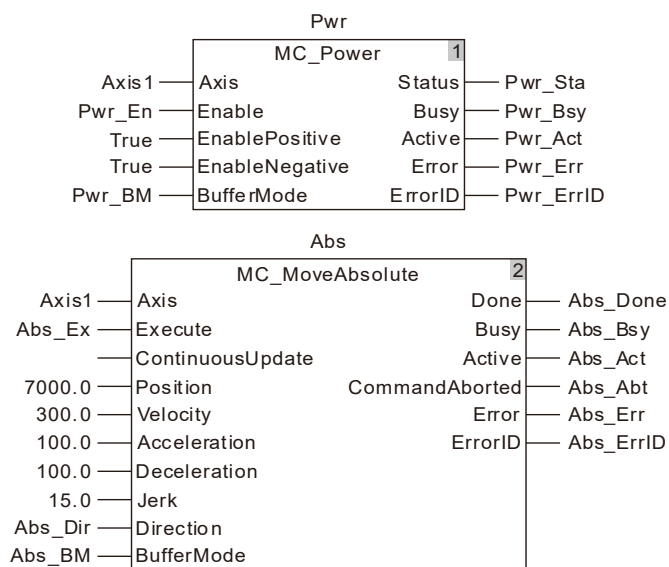 Pwr
MC_Power 1
Axis1 Axis Status Pwr_Sta
Pwr_En Enable Busy Pwr_Bsy
True EnablePositive Active Pwr_Act
True EnableNegative Error Pwr_Err
Pwr_BM BufferMode ErrorID Pwr_ErrID
Abs
MC_MoveAbsolute 2
Axis1 Axis Done Abs_Done
Abs_Ex Execute Busy Abs_Bsy
ContinuousUpdate Active Abs_Act
7000.0 Position CommandAborted Abs_Abt
300.0 Velocity Error Abs_Err
100.0 Acceleration ErrorID Abs_ErrID
100.0 Deceleration
15.0 Jerk
Abs_Dir Direction
Abs_BM BufferMode